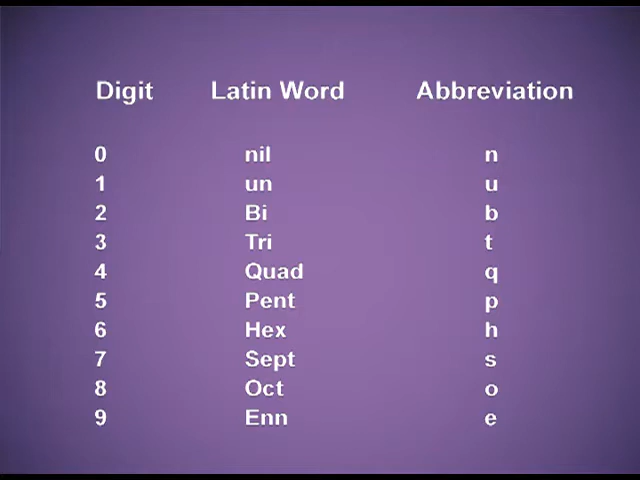 Digit Latin Word Abbreviation
0 nil n
1 un u
2 Bi b
3 Tri t
4 Quad q
5 Pent p
6 Hex h
7 Sept s
8 Oct o
9 Enn e